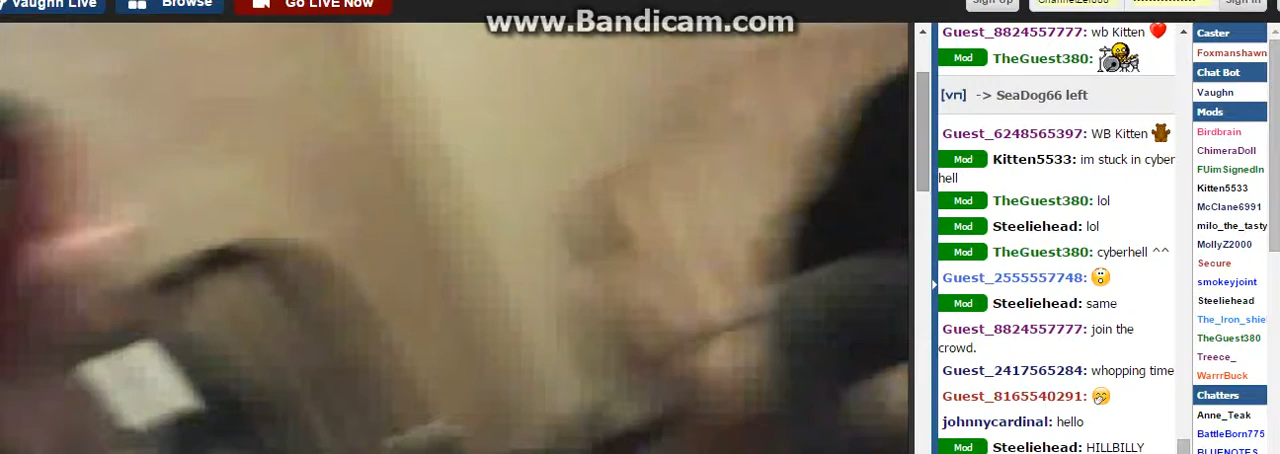 www.Bandicam.com
Vaughn Live
Browse
Go LIVE Now
Sign Up
Sign In
Guest_8824557777: wb Kitten
Mod TheGuest380:
[vn] -> SeaDog66 left
Guest_6248565397: WB Kitten
Mod Kitten5533: im stuck in cyber
hell
Mod TheGuest380: lol
Mod Steeliehead: lol
Mod TheGuest380: cyberhell ^^
Guest_2555557748:
Mod Steeliehead: same
Guest_8824557777: join the
crowd.
Guest_2417565284: whopping time
Guest_8165540291:
johnnycardinal: hello
Mod Steeliehead: HILLBILLY
Caster
Foxmanshawn
Chat Bot
Vaughn
Mods
Birdbrain
ChimeraDoll
FUimSignedIn
Kitten5533
McClane6991
milo_the_tasty
MollyZ2000
Secure
smokeyjoint
Steeliehead
The_Iron_shie
TheGuest380
Treece_
WarrrBuck
Chatters
Anne_Teak
BattleBorn775
BLUENOTES